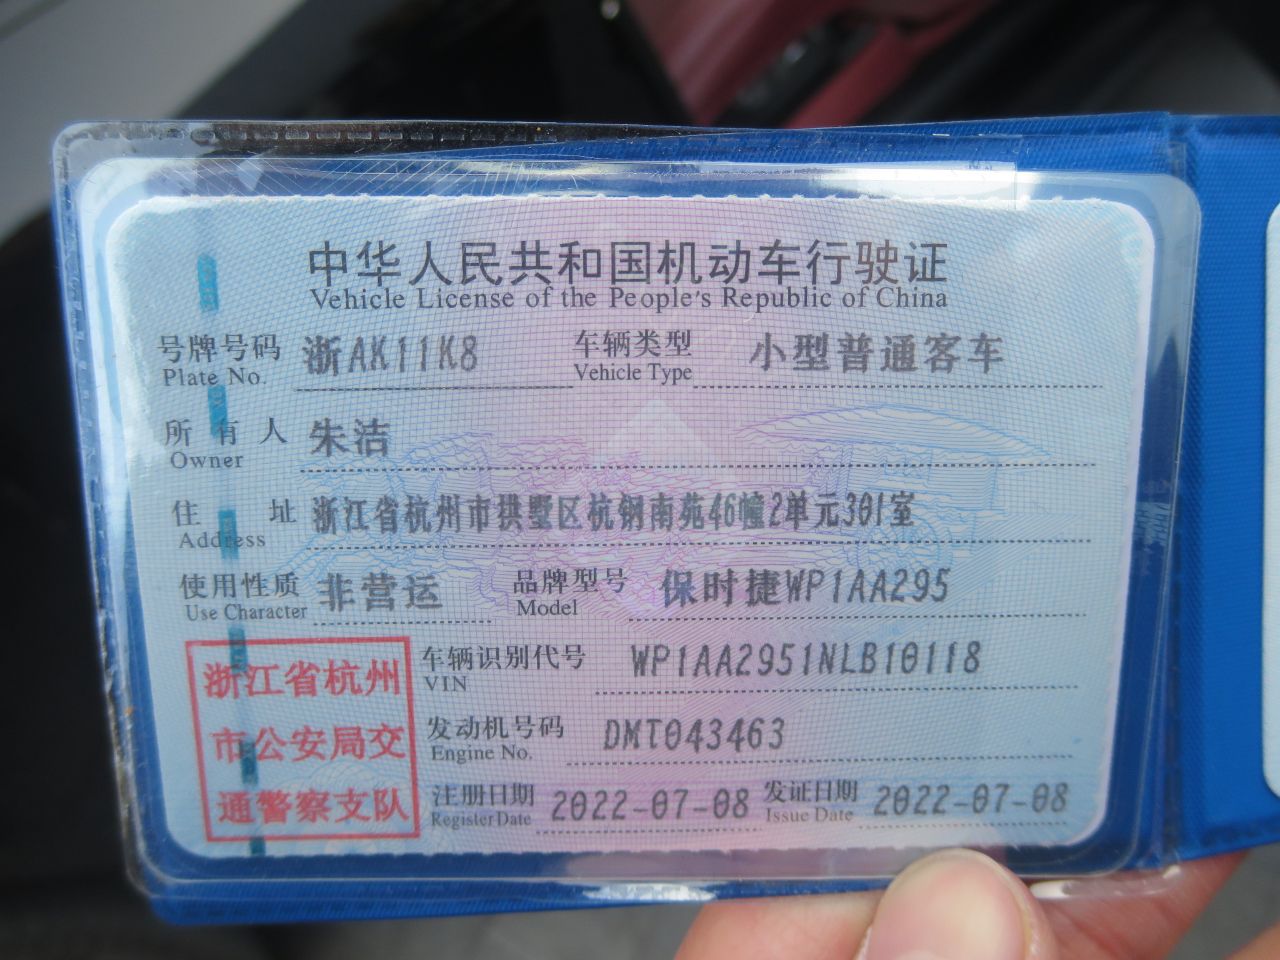 中华人民共和国机动车行驶证
Vehicle License of the People's Republic of China
号牌号码 浙AK11K8 车辆类型 小型普通客车
Plate No. Vehicle Type
所有人 朱洁
Owner
住址 浙江省杭州市拱墅区杭钢南苑46幢2单元301室
Address
使用性质 非营运 品牌型号 保时捷WP1AA295
Use Character Model
浙江省杭州
市公安局交
通警察支队
车辆识别代号 WP1AA2951NLB10118
VIN
发动机号码 DMT043463
Engine No.
注册日期 2022-07-08 发证日期 2022-07-08
Register Date Issue Date